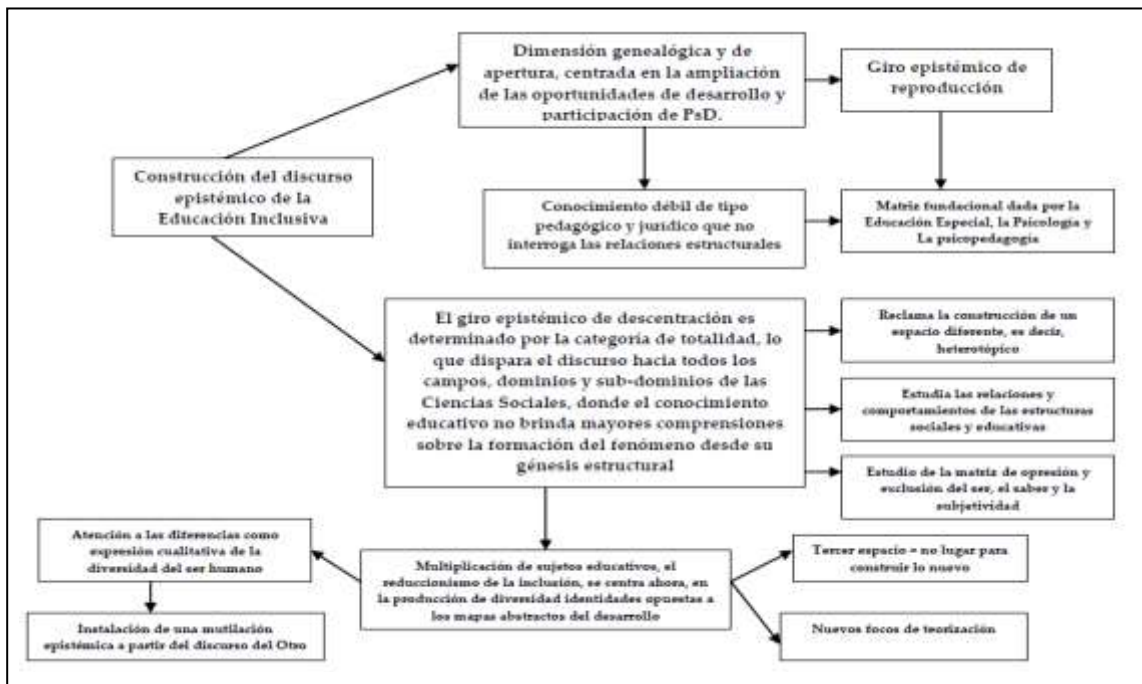 Dimensión genealógica y de
apertura, centrada en la ampliación
de las oportunidades de desarrollo y
participación de PsD.
Giro epistémico de
reproducción
Construcción del discurso
epistémico de la
Educación Inclusiva
Conocimiento débil de tipo
pedagógico y jurídico que no
interroga las relaciones estructurales
Matriz fundacional dada por la
Educación Especial, la Psicología y
La psicopedagogía
El giro epistémico de descentración es
determinado por la categoría de totalidad, lo
que dispara el discurso hacia todos los
campos, dominios y sub-dominios de las
Ciencias Sociales, donde el conocimiento
educativo no brinda mayores comprensiones
sobre la formación del fenómeno desde su
génesis estructural
Reclama la construcción de un
espacio diferente, es decir,
heterotópico
Estudia las relaciones y
comportamientos de las estructuras
sociales y educativas
Estudio de la matriz de opresión y
exclusión del ser, el saber y la
subjetividad
Atención a las diferencias como
expresión cualitativa de la
diversidad del ser humano
Multiplicación de sujetos educativos, el
reduccionismo de la inclusión, se centra ahora, en
la producción de diversidad identidades opuestas a
los mapas abstractos del desarrollo
Tercer espacio = no lugar para
construir lo nuevo
Instalación de una mutilación
epistémica a partir del discurso del Otro
Nuevos focos de teorización